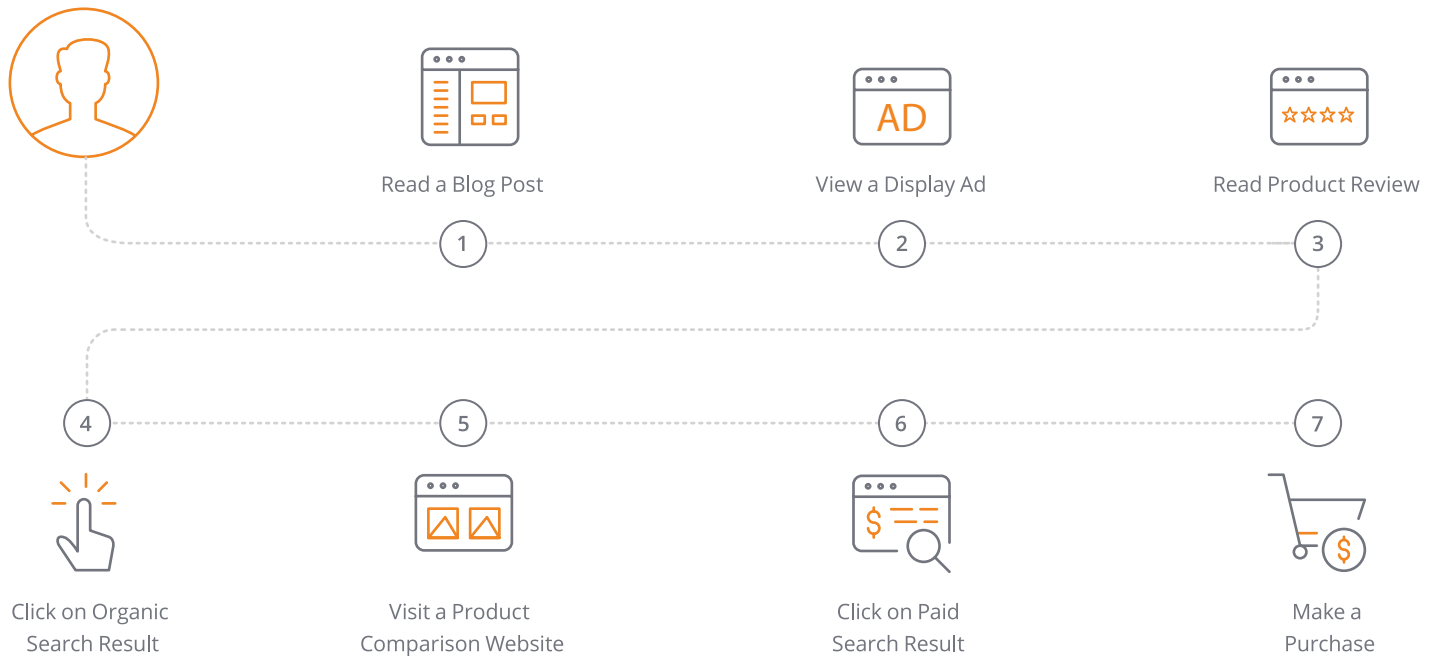 AD
Read a Blog Post
View a Display Ad
Read Product Review
1
2
3
4
5
6
7
$
$
Click on Organic
Search Result
Visit a Product
Comparison Website
Click on Paid
Search Result
Make a
Purchase